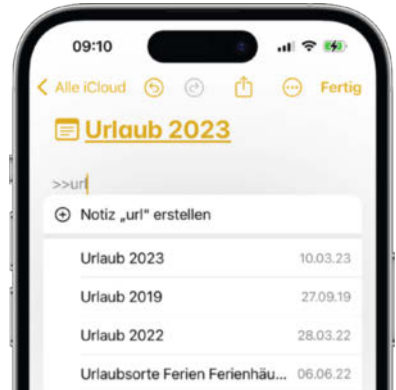 09:10
Alle iCloud Fertig
Urlaub 2023
>>url
Notiz „url“ erstellen
Urlaub 2023 10.03.23
Urlaub 2019 27.09.19
Urlaub 2022 28.03.22
Urlaubsorte Ferien Ferienhäu... 06.06.22